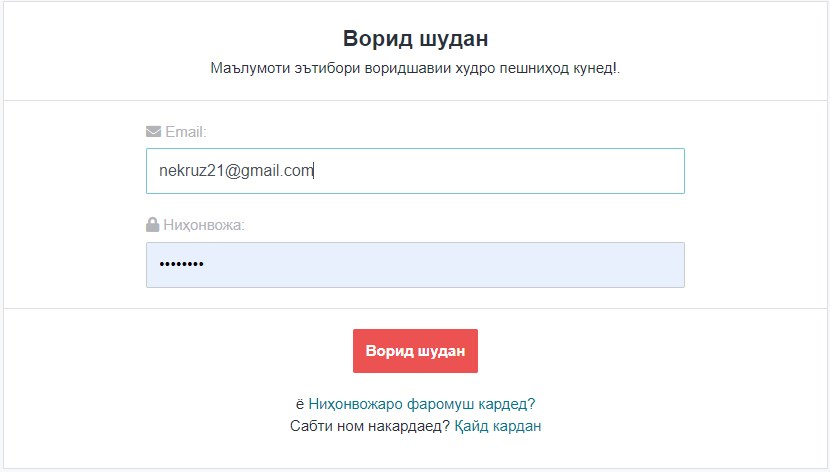 Ворид шудан
Маълумоти эътибори воридшавии худро пешниҳод кунед!.
Email:
nekruz21@gmail.com
Ниҳонвожа:
••••••••
Ворид шудан
ё Ниҳонвожаро фаромуш кардед?
Сабти ном накардаед? Қайд кардан